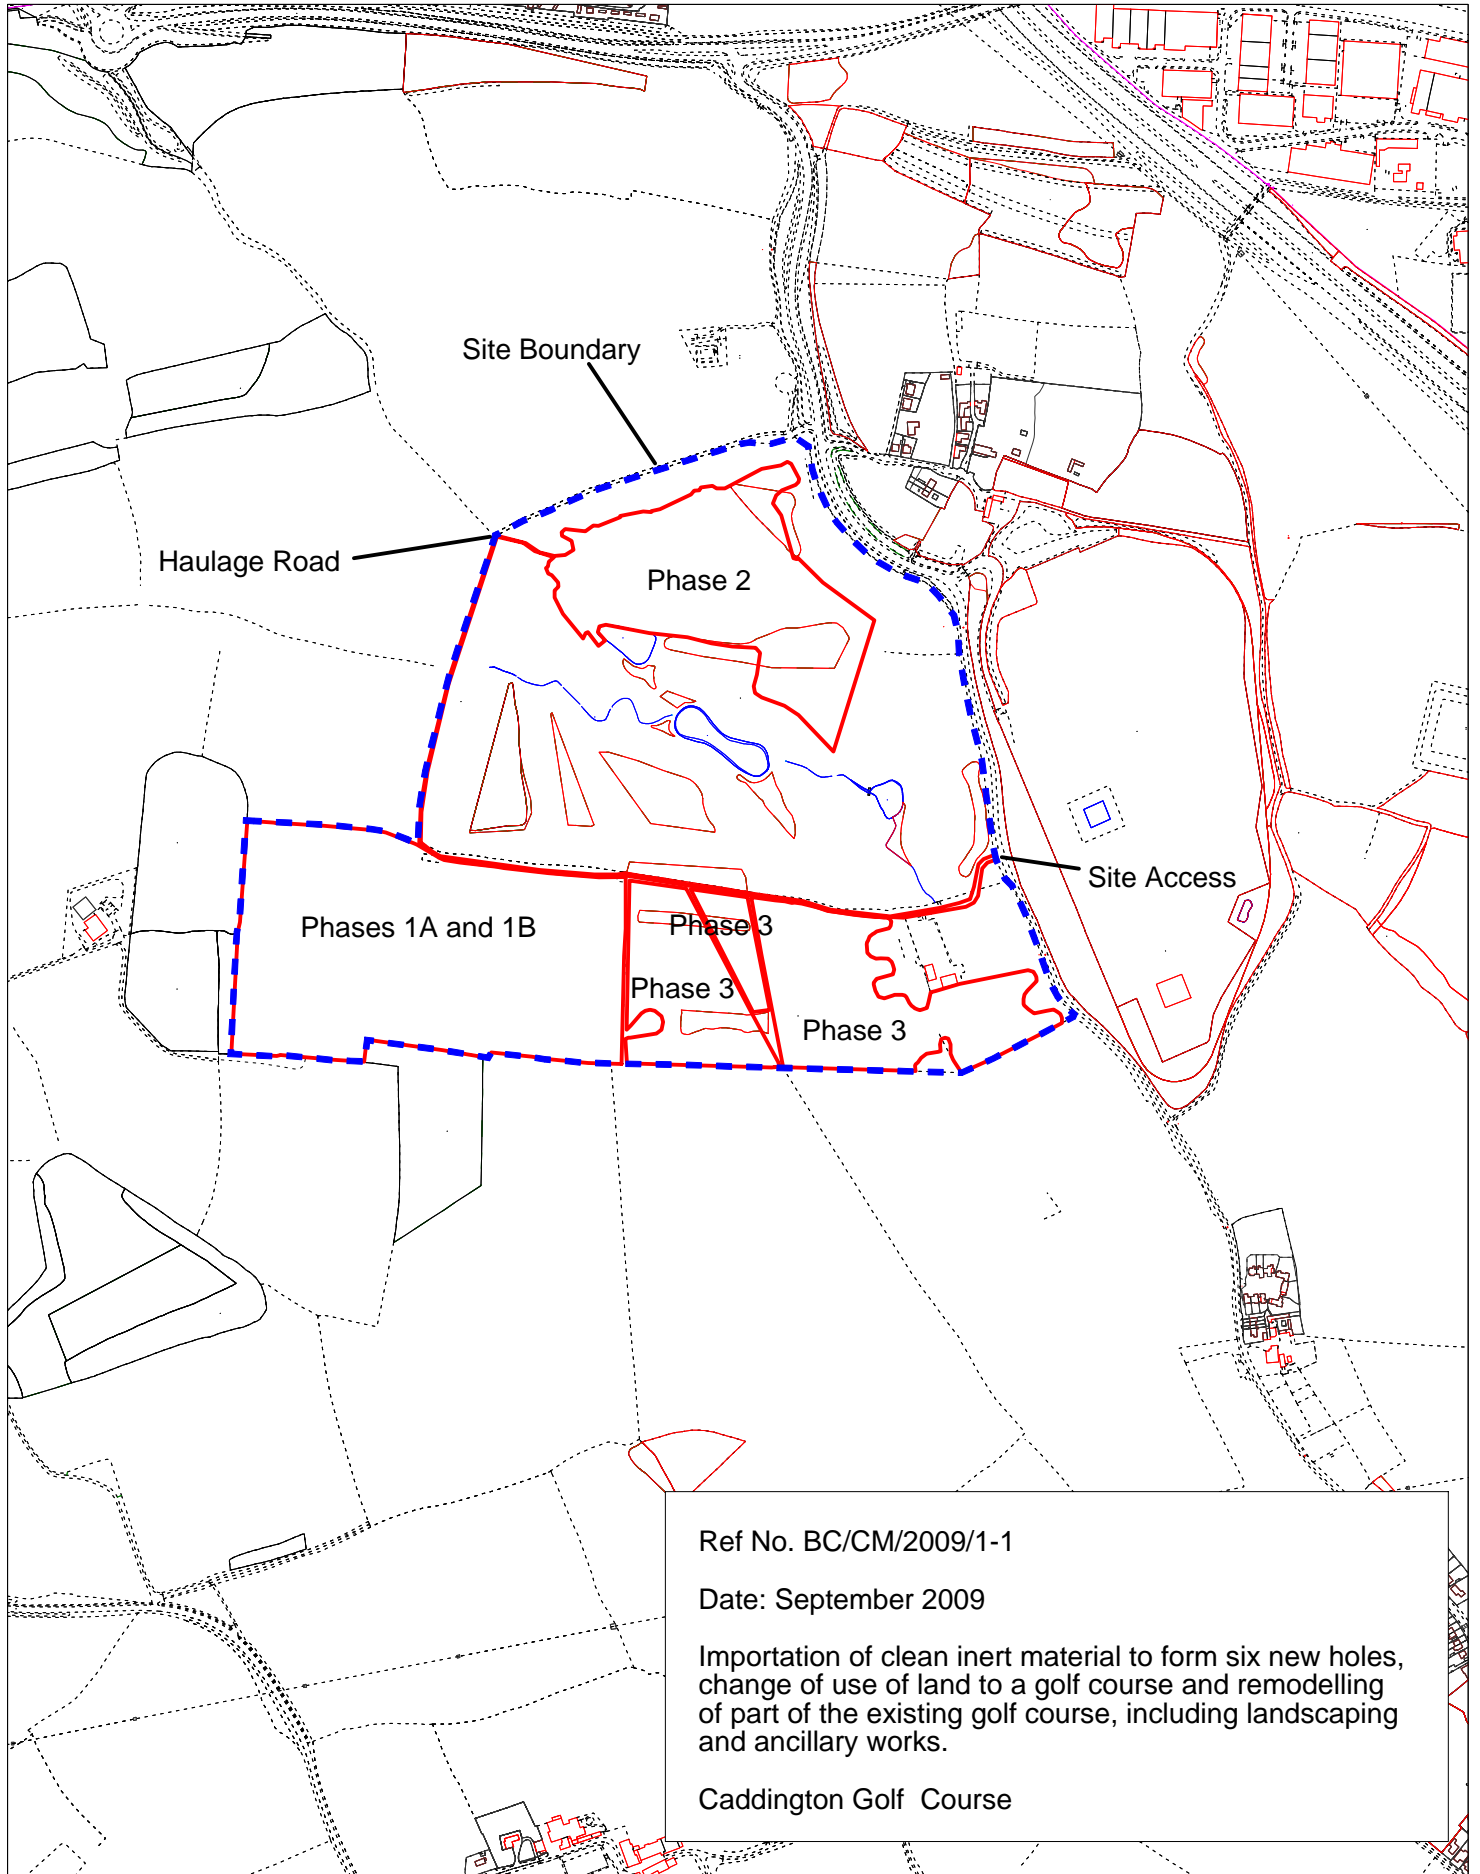 Site Boundary
Haulage Road
Phase 2
Site Access
Phases 1A and 1B
Phase 3
Phase 3
Phase 3
Ref No. BC/CM/2009/1-1
Date: September 2009
Importation of clean inert material to form six new holes,
change of use of land to a golf course and remodelling
of part of the existing golf course, including landscaping
and ancillary works.
Caddington Golf  Course